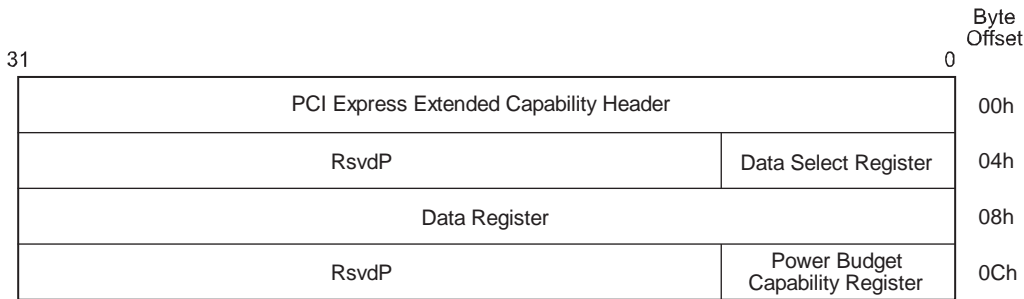 Byte
Offset
31 0
PCI Express Extended Capability Header 00h
RsvdP Data Select Register 04h
Data Register 08h
RsvdP Power Budget Capability Register 0Ch